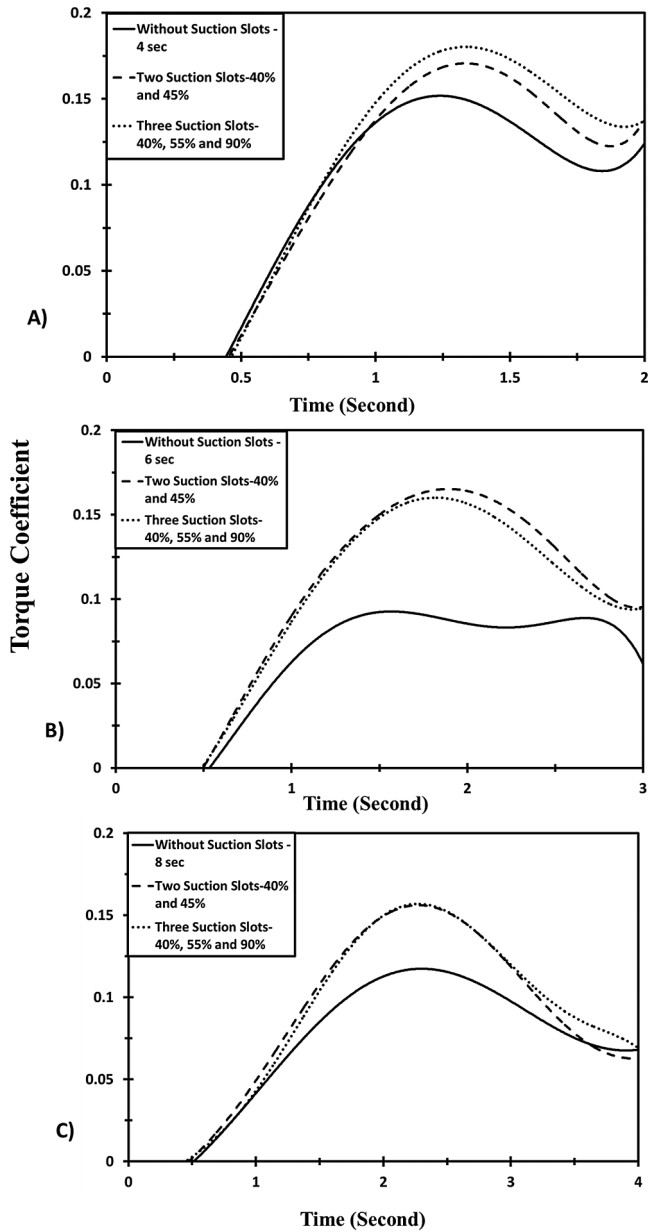 Torque Coefficient
A)
Without Suction Slots -
4 sec
Two Suction Slots-40%
and 45%
Three Suction Slots-
40%, 55% and 90%
0.2
0.15
0.1
0.05
0
0 0.5 1 1.5 2
Time (Second)
B)
Without Suction Slots -
6 sec
Two Suction Slots-40%
and 45%
Three Suction Slots-
40%, 55% and 90%
0.2
0.15
0.1
0.05
0
0 1 2 3
Time (Second)
C)
Without Suction Slots -
8 sec
Two Suction Slots-40%
and 45%
Three Suction Slots-
40%, 55% and 90%
0.2
0.15
0.1
0.05
0
0 1 2 3 4
Time (Second)